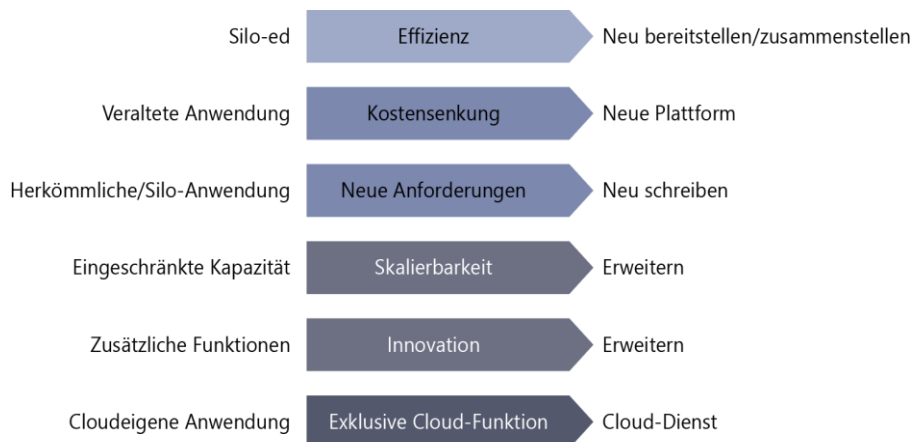 Silo-ed Effizienz Neu bereitstellen/zusammenstellen
Veraltete Anwendung Kostensenkung Neue Plattform
Herkömmliche/Silo-Anwendung Neue Anforderungen Neu schreiben
Eingeschränkte Kapazität Skalierbarkeit Erweitern
Zusätzliche Funktionen Innovation Erweitern
Cloudeigene Anwendung Exklusive Cloud-Funktion Cloud-Dienst